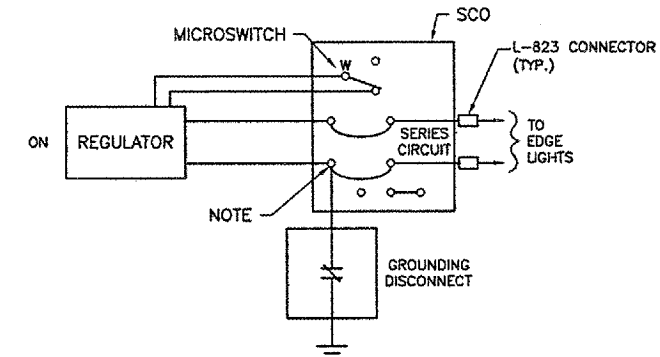 SCO
MICROSWITCH
L-823 CONNECTOR
(TYP.)
W
ON
REGULATOR
SERIES
CIRCUIT
TO
EDGE
LIGHTS
NOTE
GROUNDING
DISCONNECT